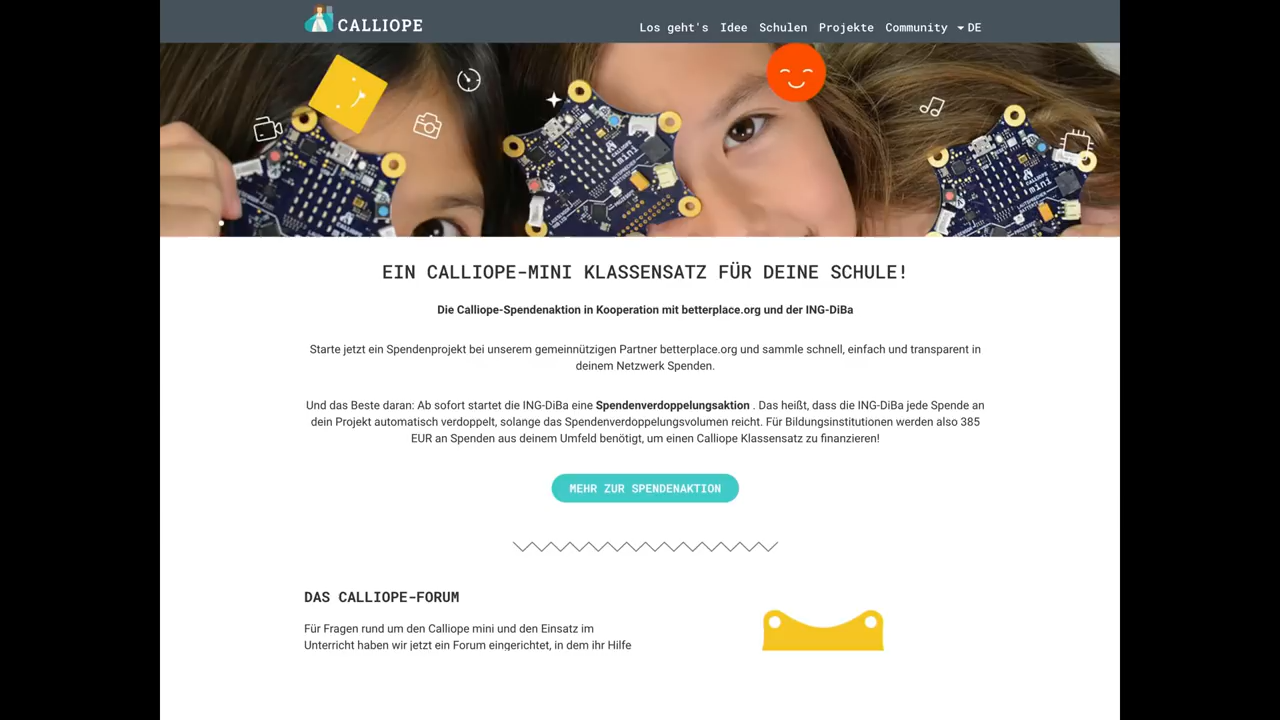 CALLIOPE
Los geht's Idee Schulen Projekte Community DE
CALLIOPE
mini
EIN CALLIOPE-MINI KLASSENSATZ FÜR DEINE SCHULE!
Die Calliope-Spendenaktion in Kooperation mit betterplace.org und der ING-DiBa
Starte jetzt ein Spendenprojekt bei unserem gemeinnützigen Partner betterplace.org und sammle schnell, einfach und transparent in
deinem Netzwerk Spenden.
Und das Beste daran: Ab sofort startet die ING-DiBa eine Spendenverdoppelungsaktion . Das heißt, dass die ING-DiBa jede Spende an
dein Projekt automatisch verdoppelt, solange das Spendenverdoppelungsvolumen reicht. Für Bildungsinstitutionen werden also 385
EUR an Spenden aus deinem Umfeld benötigt, um einen Calliope Klassensatz zu finanzieren!
MEHR ZUR SPENDENAKTION
DAS CALLIOPE-FORUM
Für Fragen rund um den Calliope mini und den Einsatz im
Unterricht haben wir jetzt ein Forum eingerichtet, in dem ihr Hilfe